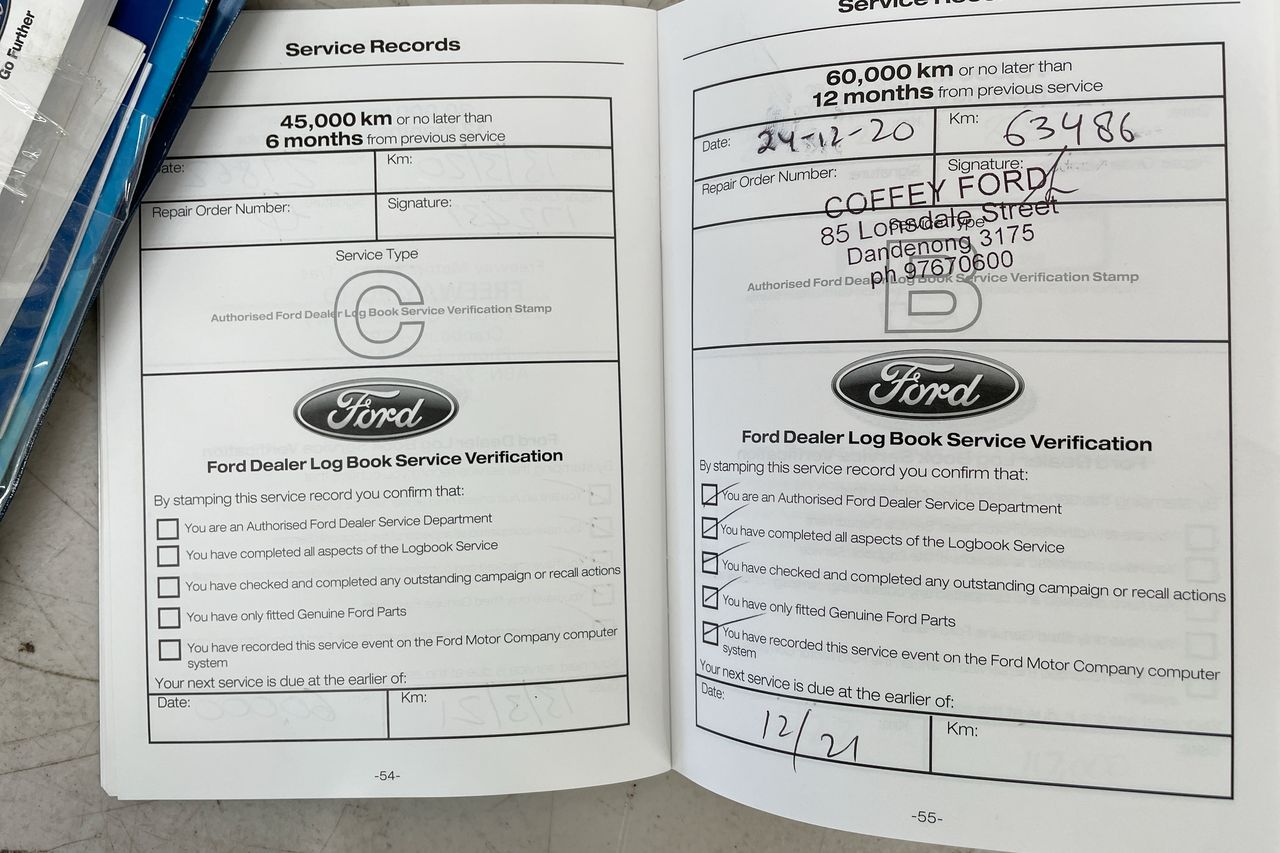 Go Further
Service Records
45,000 km or no later than
6 months from previous service
Date:
Km:
Repair Order Number:
Signature:
Service Type
C
Authorised Ford Dealer Log Book Service Verification Stamp
Ford
Ford Dealer Log Book Service Verification
By stamping this service record you confirm that:
You are an Authorised Ford Dealer Service Department
You have completed all aspects of the Logbook Service
You have checked and completed any outstanding campaign or recall actions
You have only fitted Genuine Ford Parts
You have recorded this service event on the Ford Motor Company computer
system
Your next service is due at the earlier of:
Date:
Km:
-54-
Service
60,000 km or no later than
12 months from previous service
Date: 24-12-20
Km: 63486
Repair Order Number:
Signature:
COFFEY FORD
85 Lonsdale Street
Service Type
Dandenong 3175
ph 97670600
B
Authorised Ford Dealer Log Book Service Verification Stamp
Ford
Ford Dealer Log Book Service Verification
By stamping this service record you confirm that:
You are an Authorised Ford Dealer Service Department
You have completed all aspects of the Logbook Service
You have checked and completed any outstanding campaign or recall actions
You have only fitted Genuine Ford Parts
You have recorded this service event on the Ford Motor Company computer
system
Your next service is due at the earlier of:
Date: 12/21
Km:
-55-